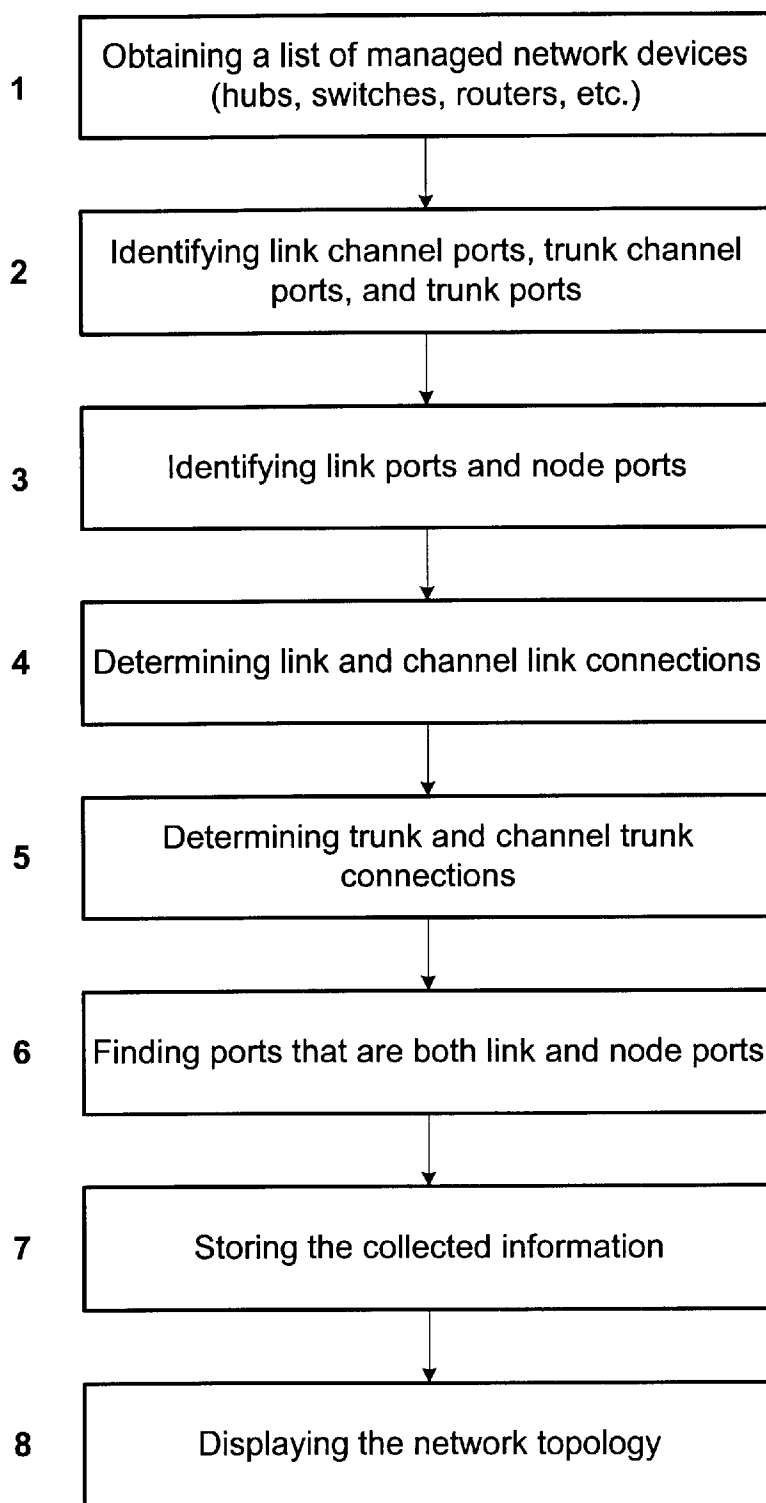 1
Obtaining a list of managed network devices
(hubs, switches, routers, etc.)
2
Identifying link channel ports, trunk channel
ports, and trunk ports
3
Identifying link ports and node ports
4
Determining link and channel link connections
5
Determining trunk and channel trunk
connections
6
Finding ports that are both link and node ports
7
Storing the collected information
8
Displaying the network topology